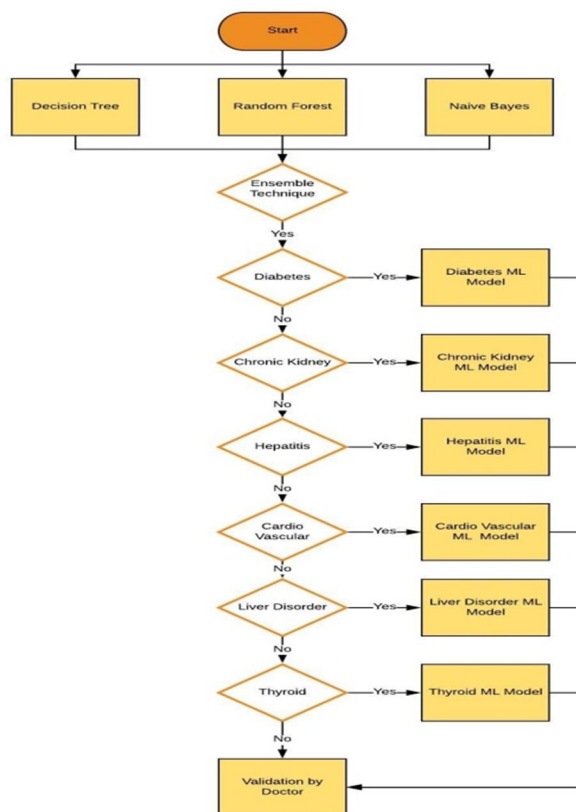 Start
Decision Tree
Random Forest
Naive Bayes
Ensemble
Technique
Yes
Diabetes
Yes
Diabetes ML
Model
No
Chronic Kidney
Yes
Chronic Kidney
ML Model
No
Hepatitis
Yes
Hepatitis ML
Model
No
Cardio
Vascular
Yes
Cardio Vascular
ML Model
No
Liver Disorder
Yes
Liver Disorder ML
Model
No
Thyroid
Yes
Thyroid ML Model
No
Validation by
Doctor